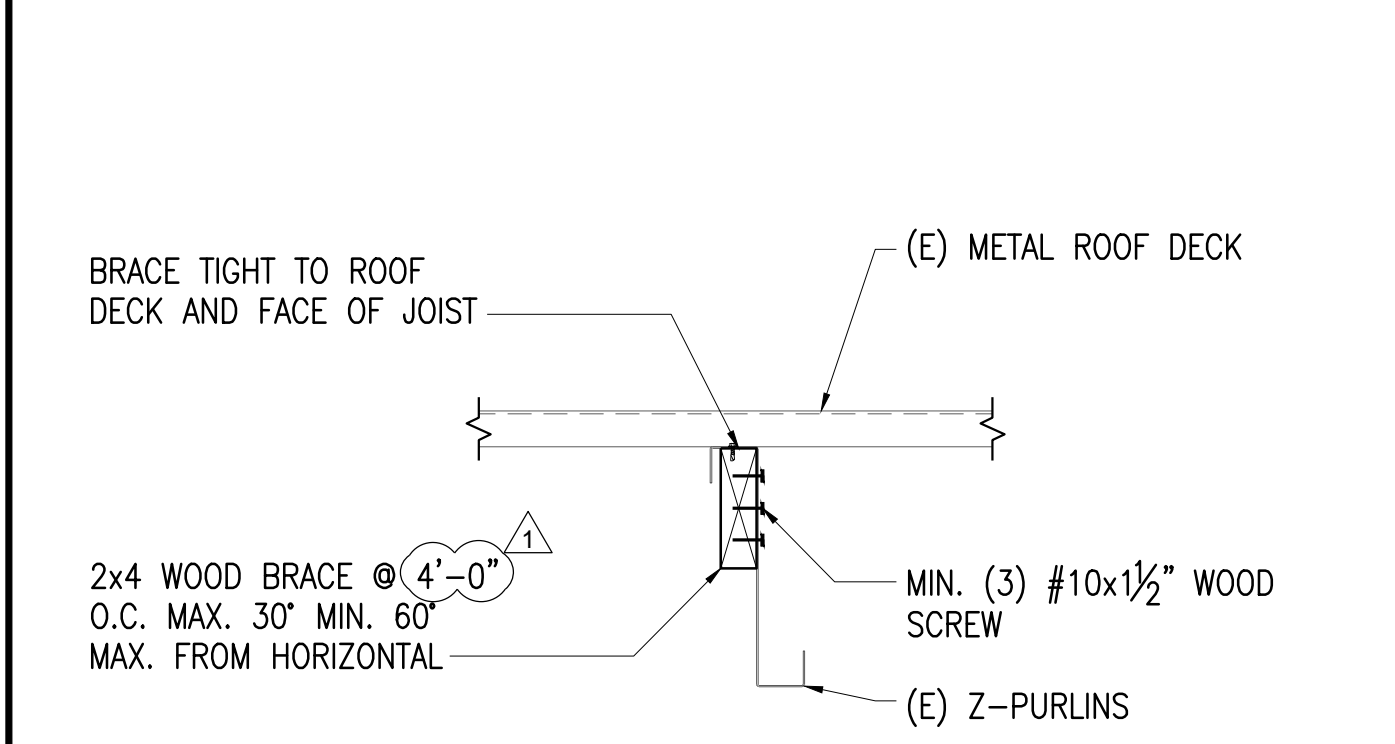 (E) METAL ROOF DECK
BRACE TIGHT TO ROOF
DECK AND FACE OF JOIST
1
2x4 WOOD BRACE @ 4'-0"
O.C. MAX. 30° MIN. 60°
MAX. FROM HORIZONTAL
MIN. (3) #10x1½" WOOD
SCREW
(E) Z-PURLINS